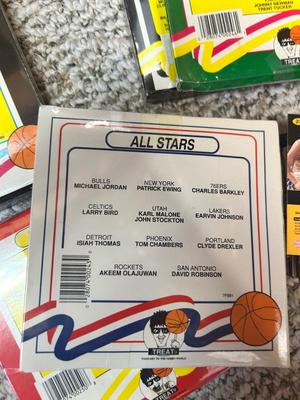 JOHNNY NEWMAN
TRENT TUCKER
TREAT
ALL STARS
BULLS
MICHAEL JORDAN
NEW YORK
PATRICK EWING
76ERS
CHARLES BARKLEY
CELTICS
LARRY BIRD
UTAH
KARL MALONE
JOHN STOCKTON
LAKERS
EARVIN JOHNSON
DETROIT
ISIAH THOMAS
PHOENIX
TOM CHAMBERS
PORTLAND
CLYDE DREXLER
ROCKETS
AKEEM OLAJUWAN
SAN ANTONIO
DAVID ROBINSON
TREAT